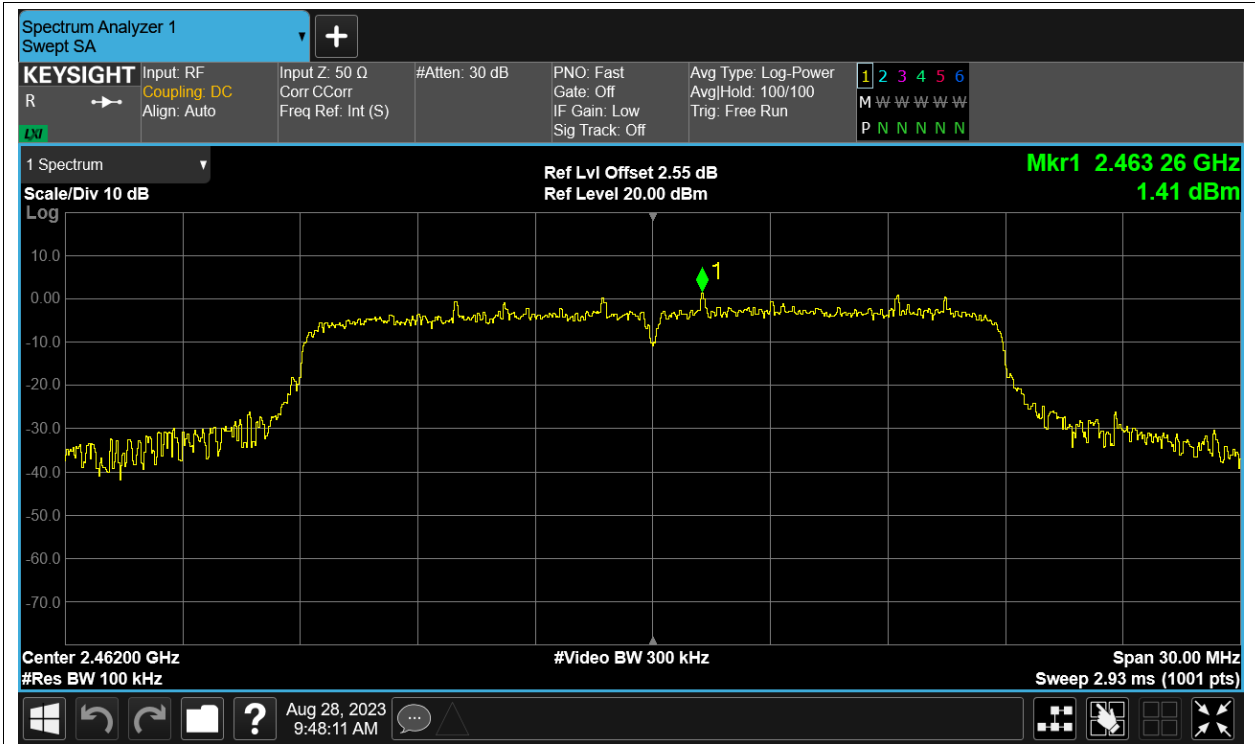 Spectrum Analyzer 1
Swept SA
KEYSIGHT
R
LXI
Input: RF
Coupling: DC
Align: Auto
Input Z: 50 Ω
Corr CCorr
Freq Ref: Int (S)
#Atten: 30 dB
PNO: Fast
Gate: Off
IF Gain: Low
Sig Track: Off
Avg Type: Log-Power
Avg|Hold: 100/100
Trig: Free Run
1 2 3 4 5 6
M W W W W W
P N N N N N
1 Spectrum
Scale/Div 10 dB
Log
Ref Lvl Offset 2.55 dB
Ref Level 20.00 dBm
Mkr1 2.463 26 GHz
1.41 dBm
1
10.0
0.00
-10.0
-20.0
-30.0
-40.0
-50.0
-60.0
-70.0
Center 2.46200 GHz
#Res BW 100 kHz
#Video BW 300 kHz
Span 30.00 MHz
Sweep 2.93 ms (1001 pts)
?
Aug 28, 2023
9:48:11 AM